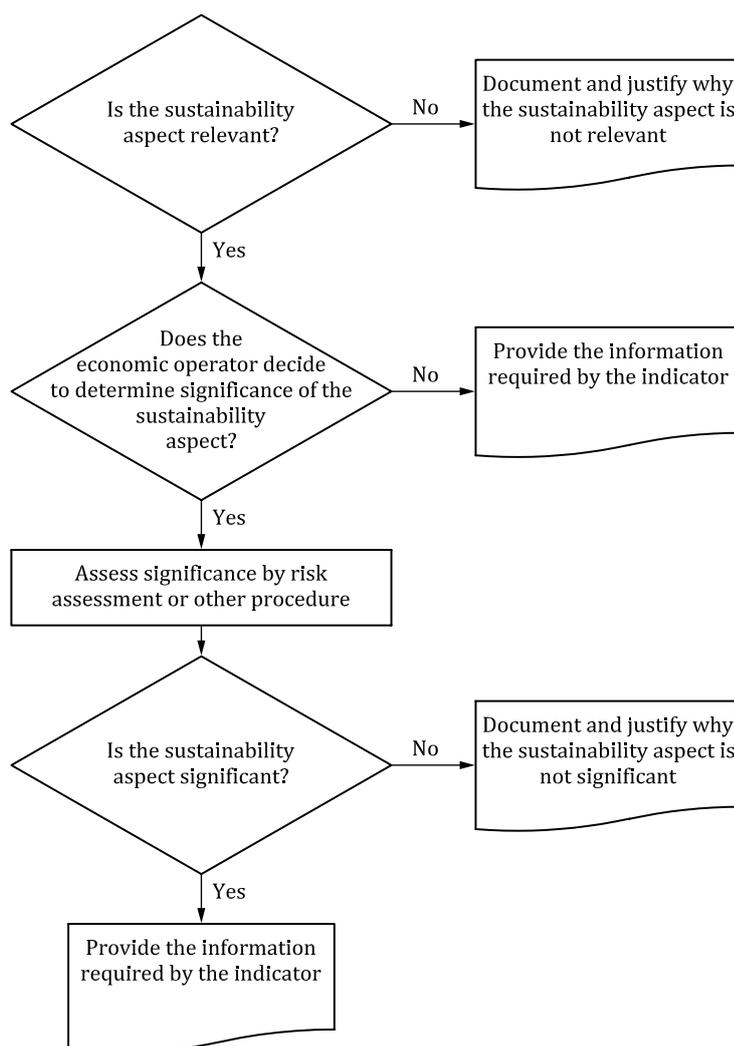 Is the sustainability
aspect relevant?
No
Document and justify why
the sustainability aspect is
not relevant
Yes
Does the
economic operator decide
to determine significance of the
sustainability
aspect?
No
Provide the information
required by the indicator
Yes
Assess significance by risk
assessment or other procedure
Is the sustainability
aspect significant?
No
Document and justify why
the sustainability aspect is
not significant
Yes
Provide the information
required by the indicator